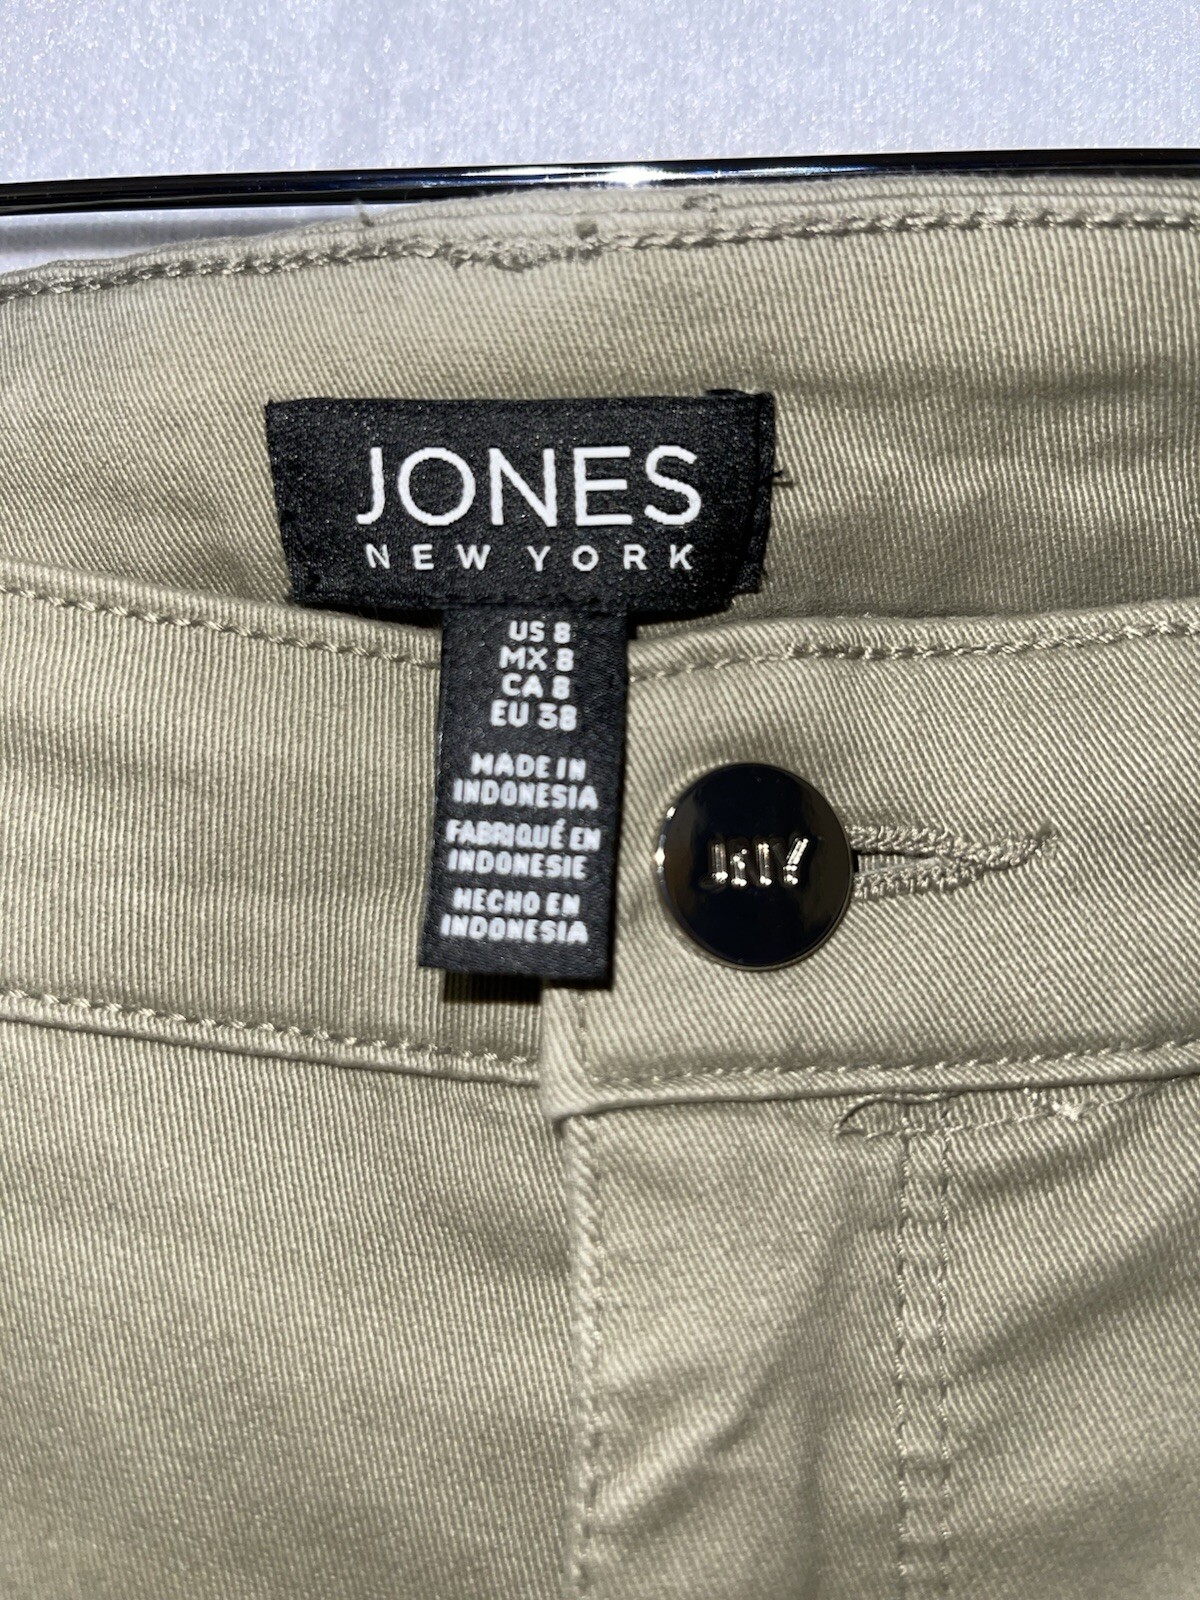 JONES
NEW YORK
US 8
MX 8
CA 8
EU 38
MADE IN
INDONESIA
FABRIQUÉ EN
INDONESIE
HECHO EN
INDONESIA
JNY